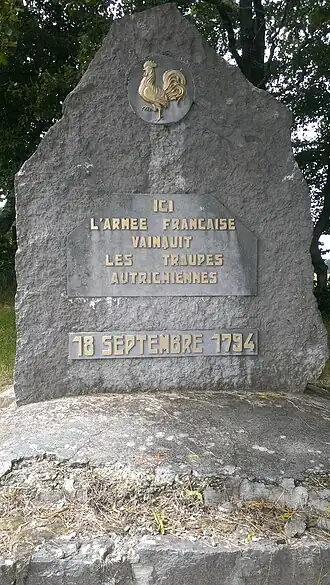 ICI
L'ARMEE FRANCAISE
VAINQUIT
LES TROUPES
AUTRICHIENNES
18 SEPTEMBRE 1794